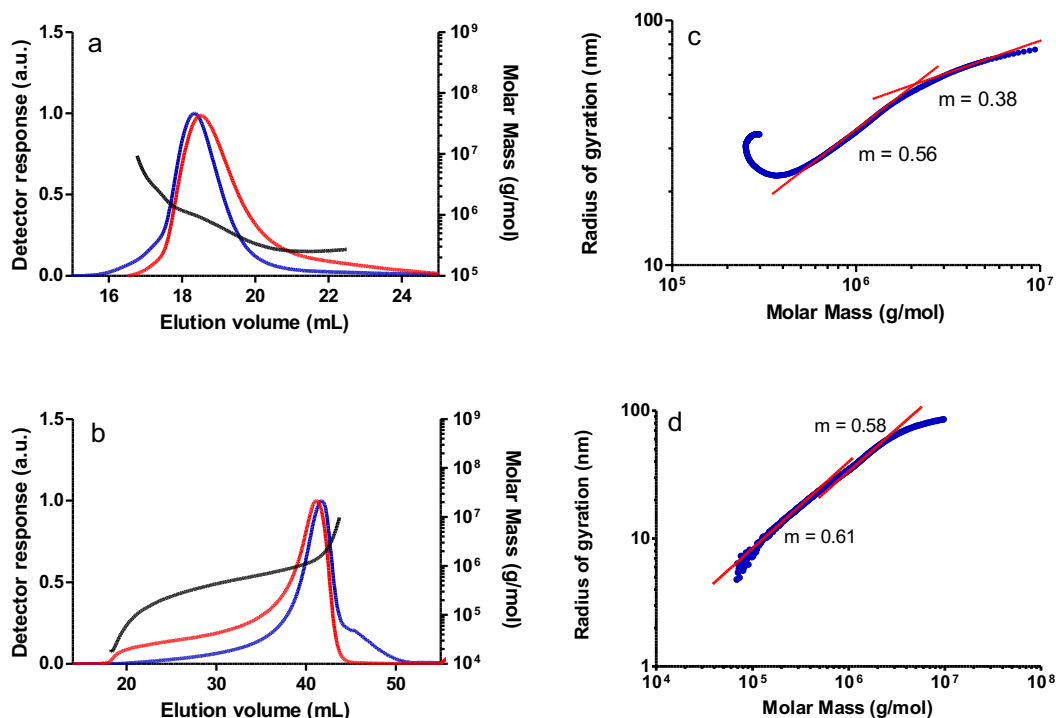 a
Detector response (a.u.)
1.5
1.0
0.5
0.0
16 18 20 22 24
Elution volume (mL)
10⁹
10⁸
10⁷
10⁶
10⁵
Molar Mass (g/mol)
c
Radius of gyration (nm)
100
10
m = 0.38
m = 0.56
10⁵ 10⁶ 10⁷
Molar Mass (g/mol)
b
Detector response (a.u.)
1.5
1.0
0.5
0.0
20 30 40 50
Elution volume (mL)
10⁹
10⁸
10⁷
10⁶
10⁵
10⁴
Molar Mass (g/mol)
d
Radius of gyration (nm)
100
10
1
m = 0.58
m = 0.61
10⁴ 10⁵ 10⁶ 10⁷ 10⁸
Molar Mass (g/mol)